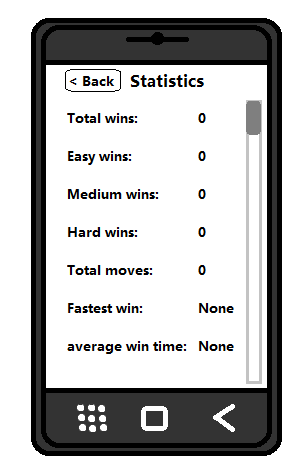 < Back Statistics
Total wins: 0
Easy wins: 0
Medium wins: 0
Hard wins: 0
Total moves: 0
Fastest win: None
average win time: None